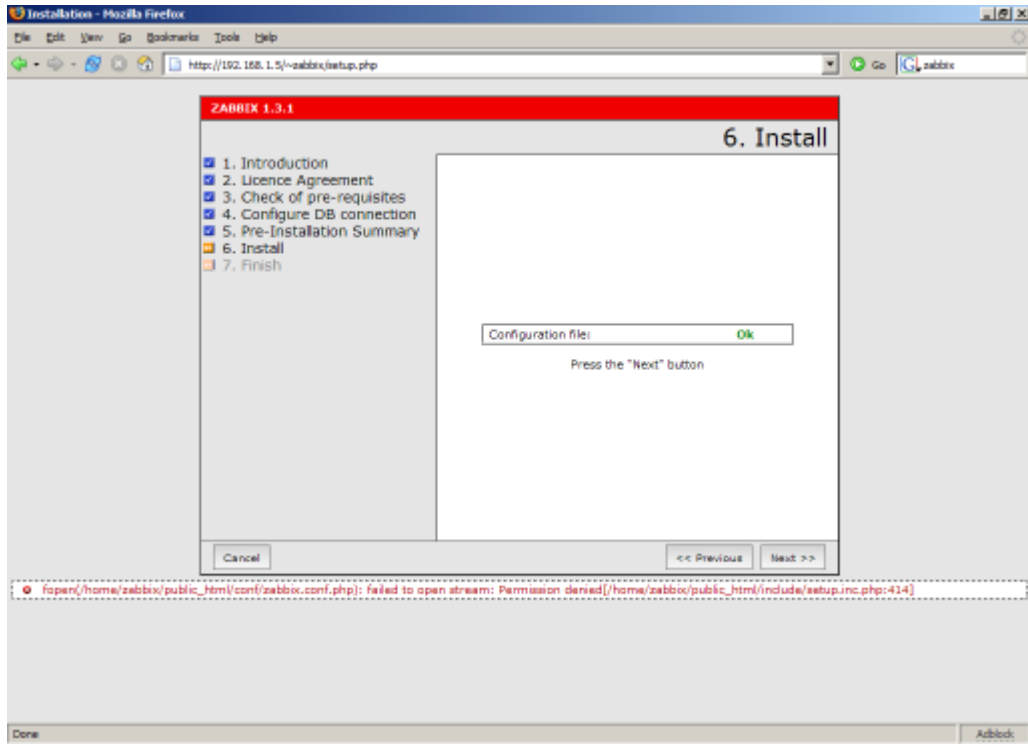 Installation - Mozilla Firefox
File Edit View Go Bookmarks Tools Help
http://192.168.1.5/~zabbix/setup.php Go zabbix
ZABBIX 1.3.1
6. Install
1. Introduction
2. Licence Agreement
3. Check of pre-requisites
4. Configure DB connection
5. Pre-Installation Summary
6. Install
7. Finish
Configuration file: Ok
Press the "Next" button
Cancel << Previous Next >>
fopen(/home/zabbix/public_html/conf/zabbix.conf.php): failed to open stream: Permission denied[/home/zabbix/public_html/include/setup.inc.php:414]
Done Adblock